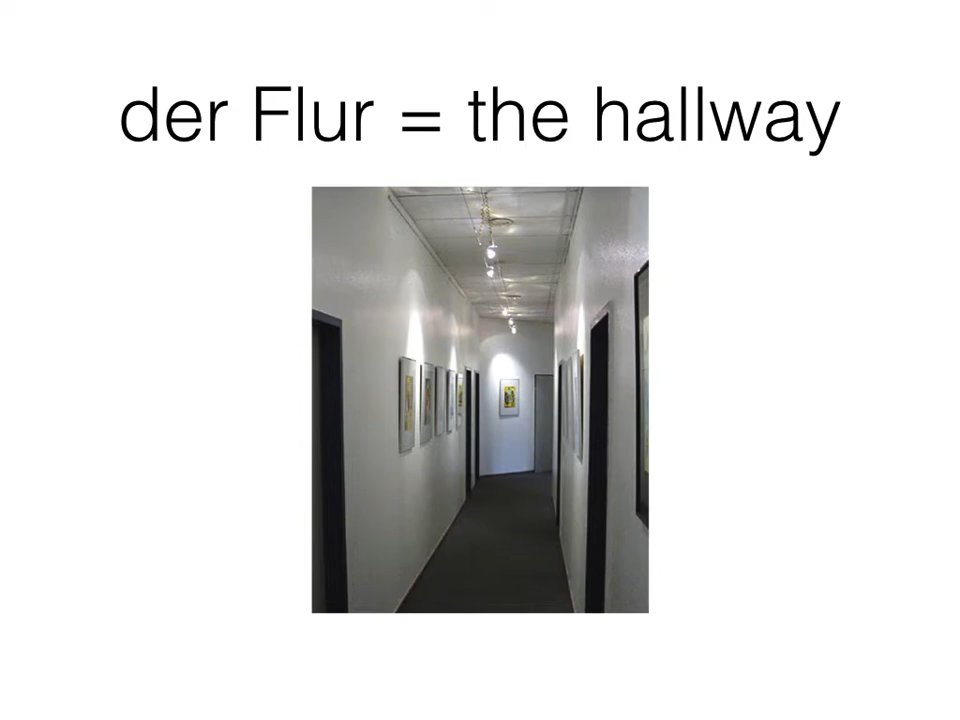 der Flur = the hallway